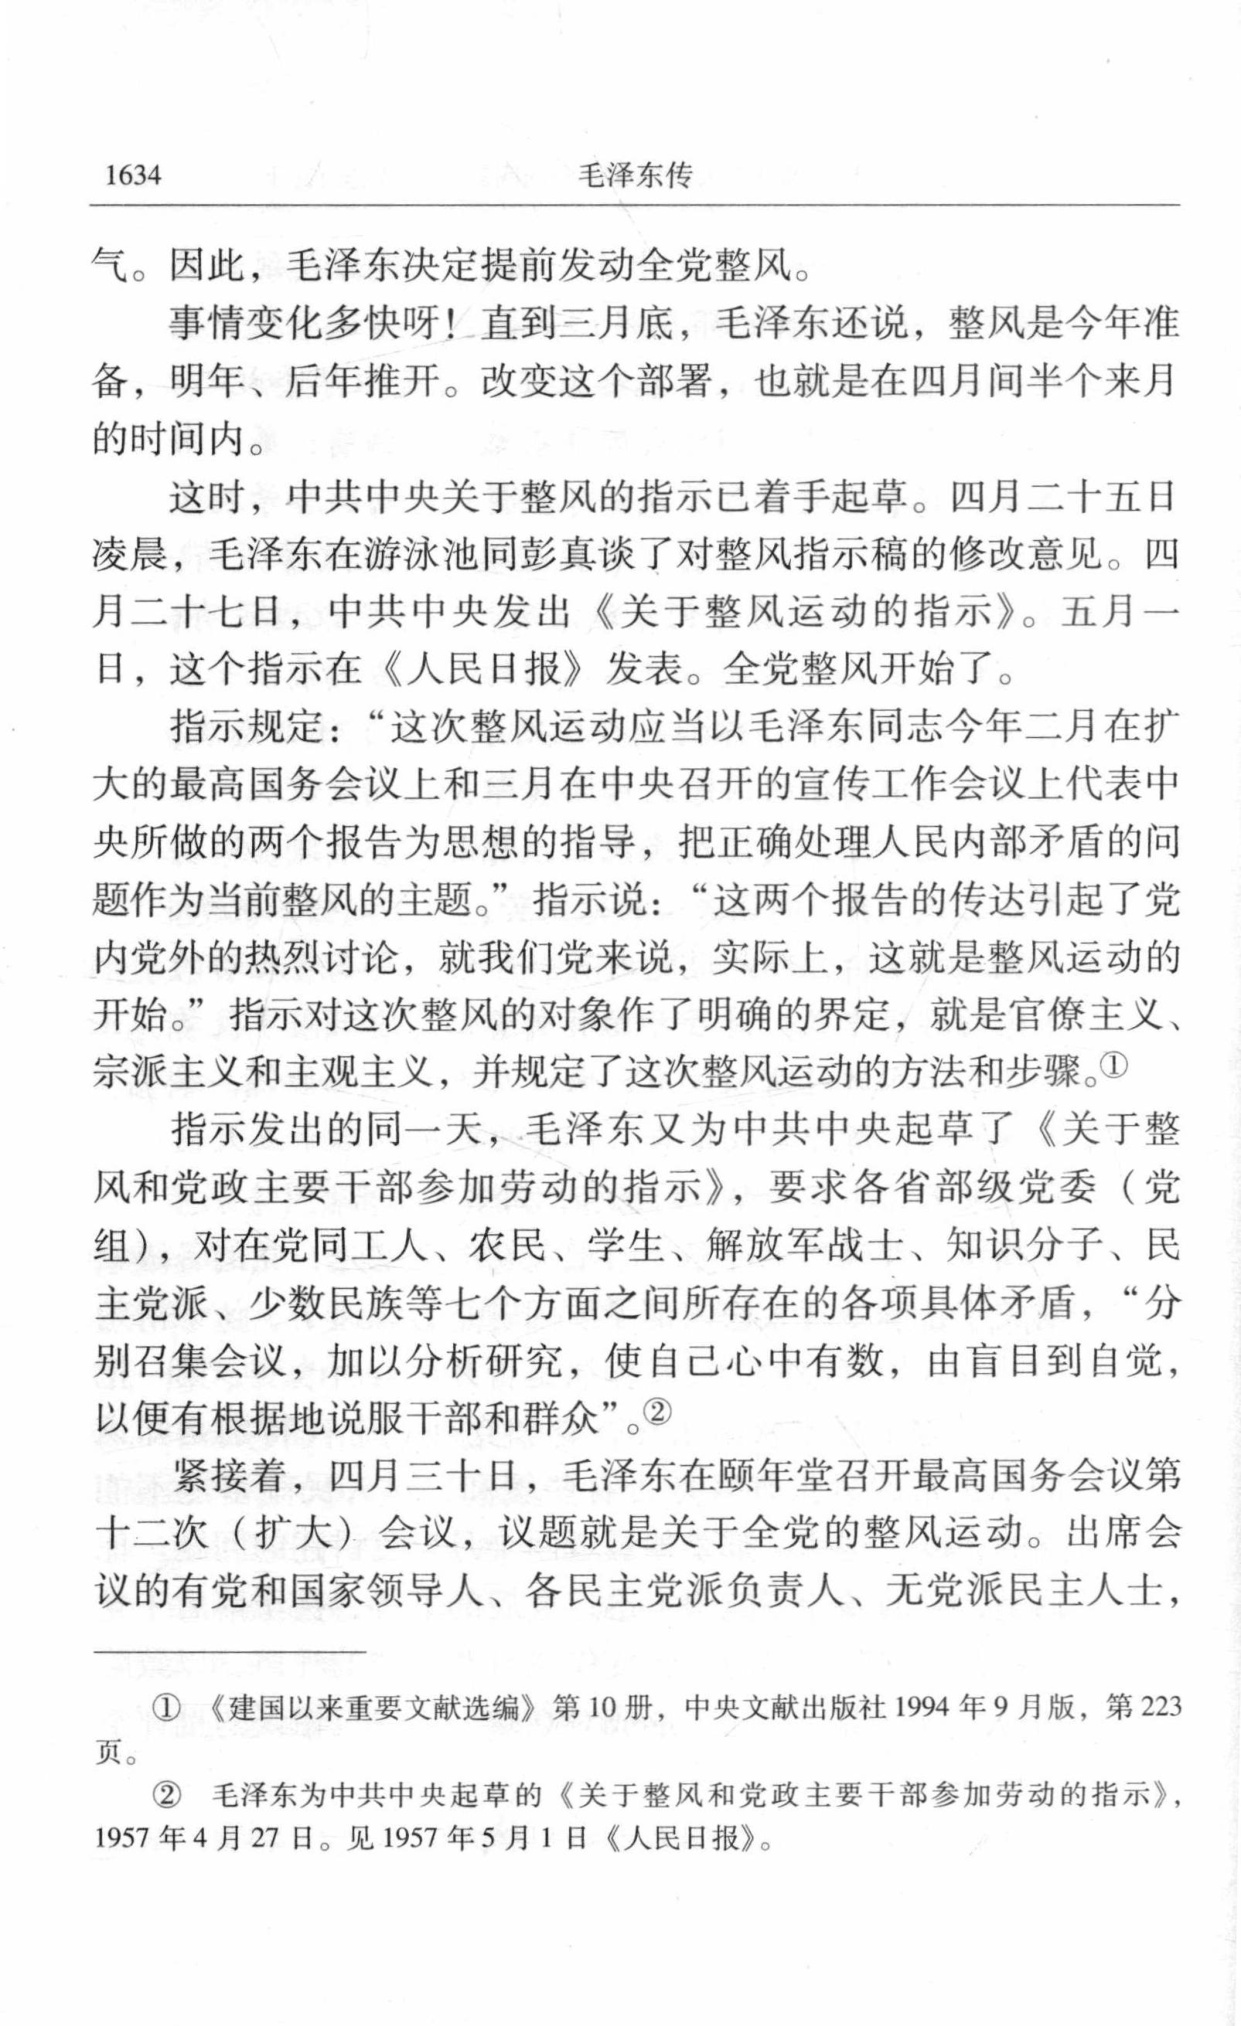 1634 毛泽东传
气。因此，毛泽东决定提前发动全党整风。
事情变化多快呀！直到三月底，毛泽东还说，整风是今年准
备，明年、后年推开。改变这个部署，也就是在四月间半个来月
的时间内。
这时，中共中央关于整风的指示已着手起草。四月二十五日
凌晨，毛泽东在游泳池同彭真谈了对整风指示稿的修改意见。四
月二十七日，中共中央发出《关于整风运动的指示》。五月一
日，这个指示在《人民日报》发表。全党整风开始了。
指示规定：“这次整风运动应当以毛泽东同志今年二月在扩
大的最高国务会议上和三月在中央召开的宣传工作会议上代表中
央所做的两个报告为思想的指导，把正确处理人民内部矛盾的问
题作为当前整风的主题。”指示说：“这两个报告的传达引起了党
内党外的热烈讨论，就我们党来说，实际上，这就是整风运动的
开始。”指示对这次整风的对象作了明确的界定，就是官僚主义、
宗派主义和主观主义，并规定了这次整风运动的方法和步骤。①
指示发出的同一天，毛泽东又为中共中央起草了《关于整
风和党政主要干部参加劳动的指示》，要求各省部级党委（党
组），对在党同工人、农民、学生、解放军战士、知识分子、民
主党派、少数民族等七个方面之间所存在的各项具体矛盾，“分
别召集会议，加以分析研究，使自己心中有数，由盲目到自觉，
以便有根据地说服干部和群众”。②
紧接着，四月三十日，毛泽东在颐年堂召开最高国务会议第
十二次（扩大）会议，议题就是关于全党的整风运动。出席会
议的有党和国家领导人、各民主党派负责人、无党派民主人士，
① 《建国以来重要文献选编》第 10 册，中央文献出版社 1994 年 9 月版，第 223
页。
② 毛泽东为中共中央起草的《关于整风和党政主要干部参加劳动的指示》，
1957 年 4 月 27 日。见 1957 年 5 月 1 日《人民日报》。